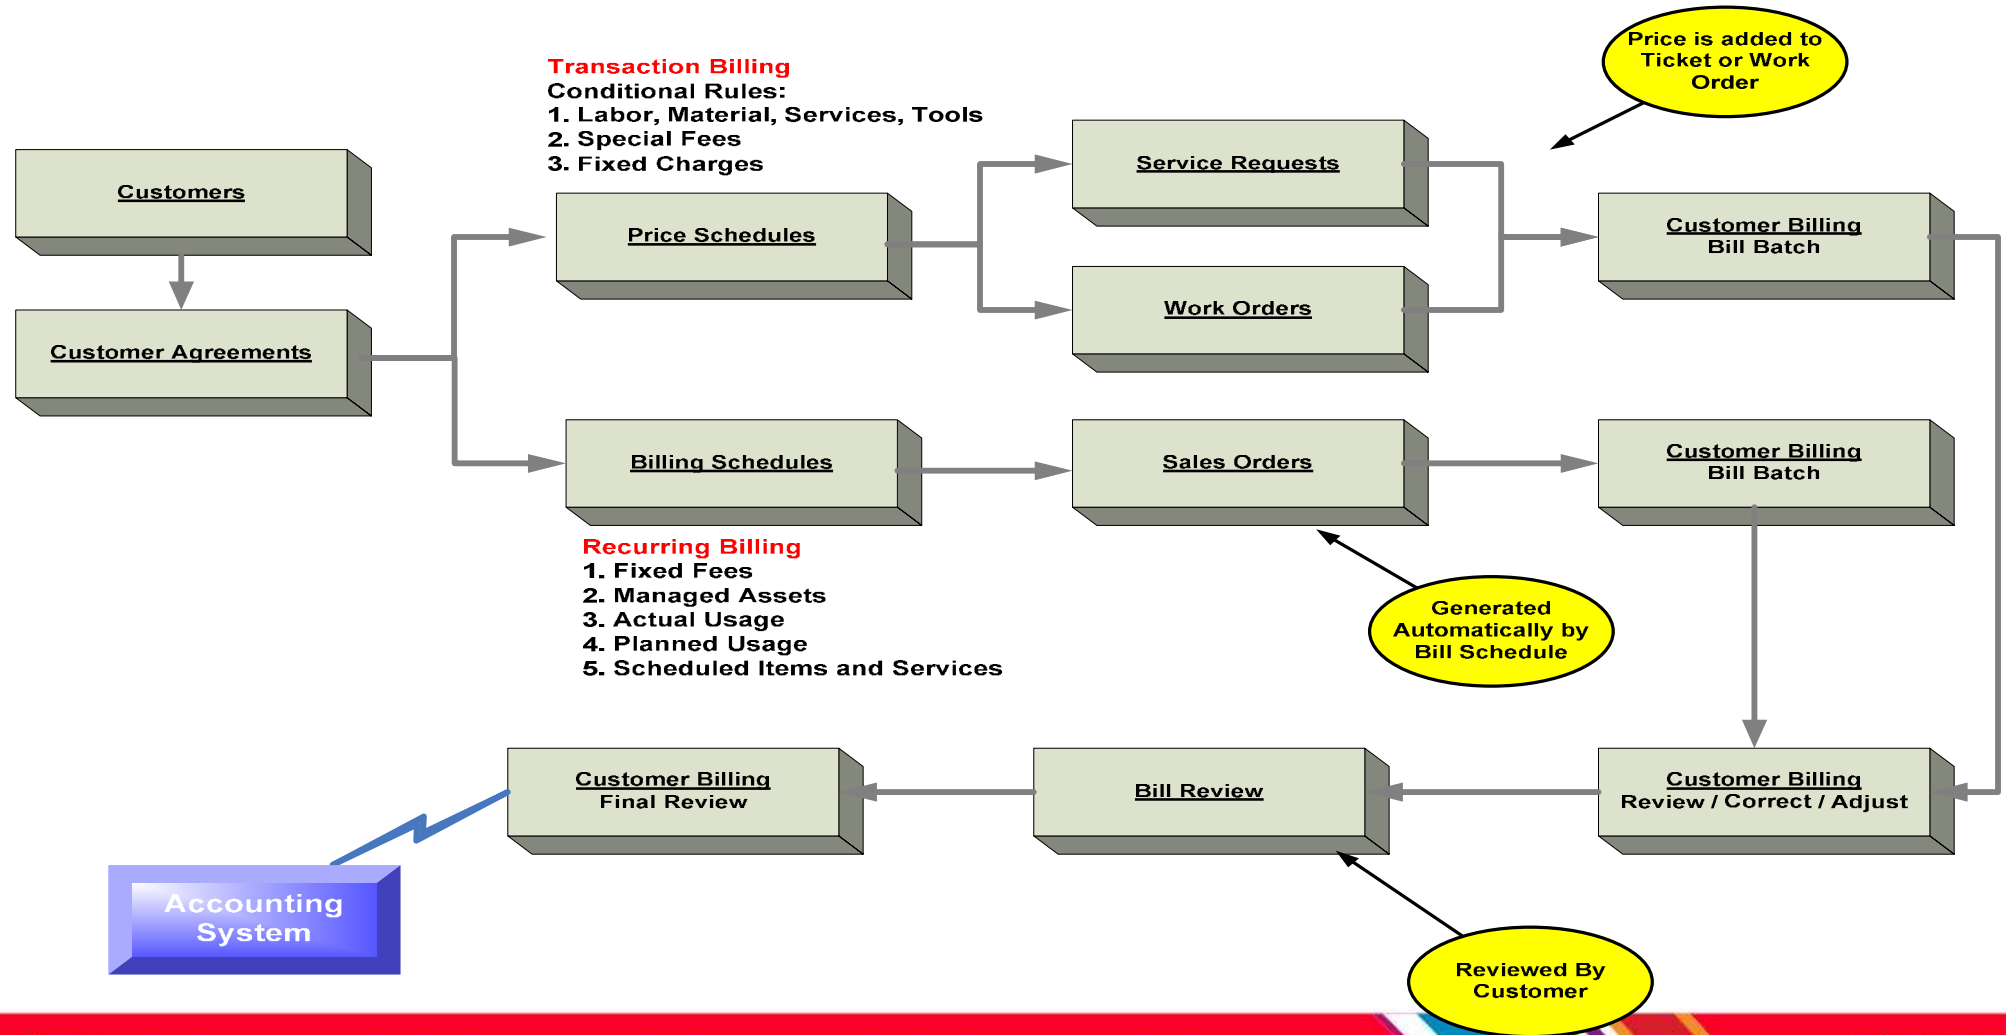 Transaction Billing
Conditional Rules:
1. Labor, Material, Services, Tools
2. Special Fees
3. Fixed Charges
Price is added to
Ticket or Work
Order
Customers
Customer Agreements
Price Schedules
Service Requests
Work Orders
Customer Billing
Bill Batch
Billing Schedules
Sales Orders
Customer Billing
Bill Batch
Recurring Billing
1. Fixed Fees
2. Managed Assets
3. Actual Usage
4. Planned Usage
5. Scheduled Items and Services
Generated
Automatically by
Bill Schedule
Customer Billing
Final Review
Bill Review
Customer Billing
Review / Correct / Adjust
Accounting
System
Reviewed By
Customer